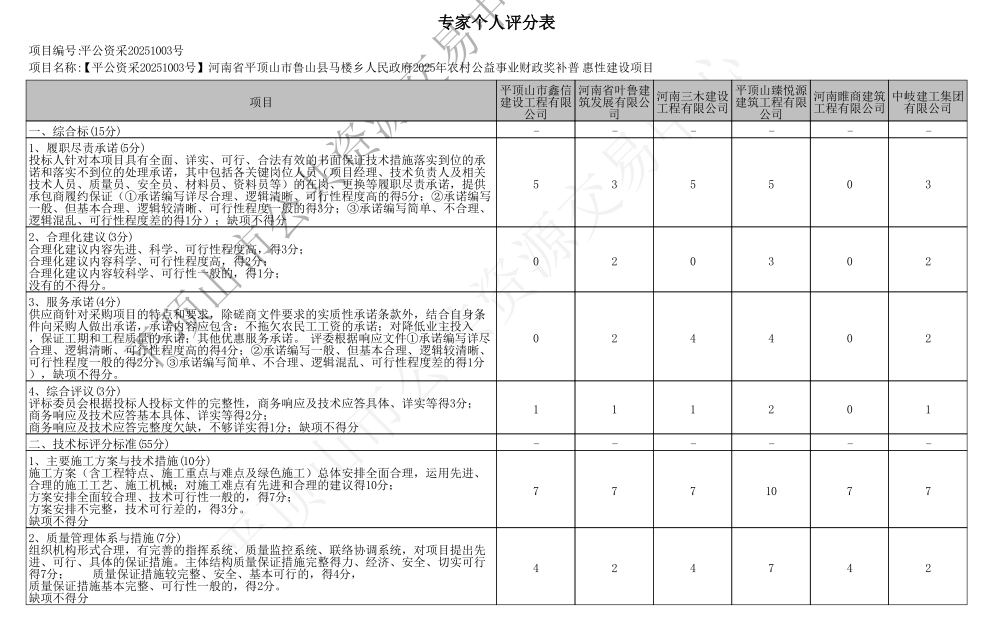 专家个人评分表
项目编号:平公资采20251003号
项目名称:【平公资采20251003号】河南省平顶山市鲁山县马楼乡人民政府2025年农村公益事业财政奖补普 惠性建设项目
项目
平顶山市鑫信建设工程有限公司
河南省叶鲁建筑发展有限公司
河南三木建设工程有限公司
平顶山臻悦源建筑工程有限公司
河南睢商建筑工程有限公司
中岐建工集团有限公司
一、综合标(15分) － － － － － －
1、履职尽责承诺(5分)
投标人针对本项目具有全面、详实、可行、合法有效的书面保证技术措施落实到位的承
诺和落实不到位的处理承诺，其中包括各关键岗位人员（项目经理、技术负责人及相关
技术人员、质量员、安全员、材料员、资料员等）的在岗、更换等履职尽责承诺，提供
承包商履约保证（①承诺编写详尽合理、逻辑清晰、可行性程度高的得5分；②承诺编写
一般、但基本合理、逻辑较清晰、可行性程度一般的得3分；③承诺编写简单、不合理、
逻辑混乱、可行性程度差的得1分）；缺项不得分
5 3 5 5 0 3
2、合理化建议(3分)
合理化建议内容先进、科学、可行性程度高，得3分；
合理化建议内容科学、可行性程度高，得2分；
合理化建议内容较科学、可行性一般的，得1分；
没有的不得分。
0 2 0 3 0 2
3、服务承诺(4分)
供应商针对采购项目的特点和要求，除磋商文件要求的实质性承诺条款外，结合自身条
件向采购人做出承诺，承诺内容应包含：不拖欠农民工工资的承诺；对降低业主投入
，保证工期和工程质量的承诺；其他优惠服务承诺。 评委根据响应文件①承诺编写详尽
合理、逻辑清晰、可行性程度高的得4分；②承诺编写一般、但基本合理、逻辑较清晰、
可行性程度一般的得2分；③承诺编写简单、不合理、逻辑混乱、可行性程度差的得1分
），缺项不得分。
0 2 4 4 0 2
4、综合评议(3分)
评标委员会根据投标人投标文件的完整性，商务响应及技术应答具体、详实等得3分；
商务响应及技术应答基本具体、详实等得2分；
商务响应及技术应答完整度欠缺，不够详实得1分；缺项不得分
1 1 1 2 0 1
二、技术标评分标准(55分) － － － － － －
1、主要施工方案与技术措施(10分)
施工方案（含工程特点、施工重点与难点及绿色施工）总体安排全面合理，运用先进、
合理的施工工艺、施工机械；对施工难点有先进和合理的建议得10分；
方案安排全面较合理、技术可行性一般的，得7分；
方案安排不完整，技术可行差的，得3分。
缺项不得分
7 7 7 10 7 7
2、质量管理体系与措施(7分)
组织机构形式合理，有完善的指挥系统、质量监控系统、联络协调系统，对项目提出先
进、可行、具体的保证措施。主体结构质量保证措施完整得力、经济、安全、切实可行
得7分； 质量保证措施较完整、安全、基本可行的，得4分，
质量保证措施基本完整、可行性一般的，得2分。
缺项不得分
4 2 4 7 4 2
平顶山市公共资源交易中心
平顶山市公共资源交易中心